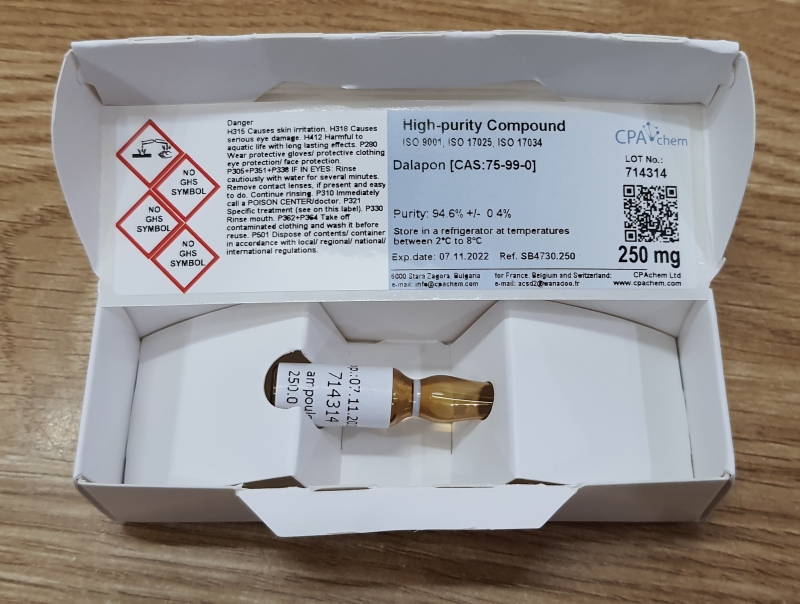 Danger
H315 Causes skin irritation. H318 Causes
serious eye damage. H412 Harmful to
aquatic life with long lasting effects. P280
Wear protective gloves/ protective clothing
eye protection/ face protection.
P305+P351+P338 IF IN EYES: Rinse
cautiously with water for several minutes.
Remove contact lenses, if present and easy
to do. Continue rinsing. P310 Immediately
call a POISON CENTER/doctor. P321
Specific treatment (see on this label). P330
Rinse mouth. P362+P364 Take off
contaminated clothing and wash it before
reuse. P501 Dispose of contents/ container
in accordance with local/ regional/ national/
international regulations.
NO
GHS
SYMBOL
NO
GHS
SYMBOL
NO
GHS
SYMBOL
High-purity Compound
ISO 9001, ISO 17025, ISO 17034
Dalapon [CAS:75-99-0]
Purity: 94.6% +/- 0.4%
Store in a refrigerator at temperatures
between 2°C to 8°C
Exp.date: 07.11.2022 Ref. SB4730.250
CPAchem
LOT No.:
714314
250 mg
6000 Stara Zagora, Bulgaria
e-mail: info@cpachem.com
for France, Belgium and Switzerland:
e-mail: acsd2@wanadoo.fr
CPAchem Ltd
www.cpachem.com
p.:07.11.20
714314
ampoul
250.0